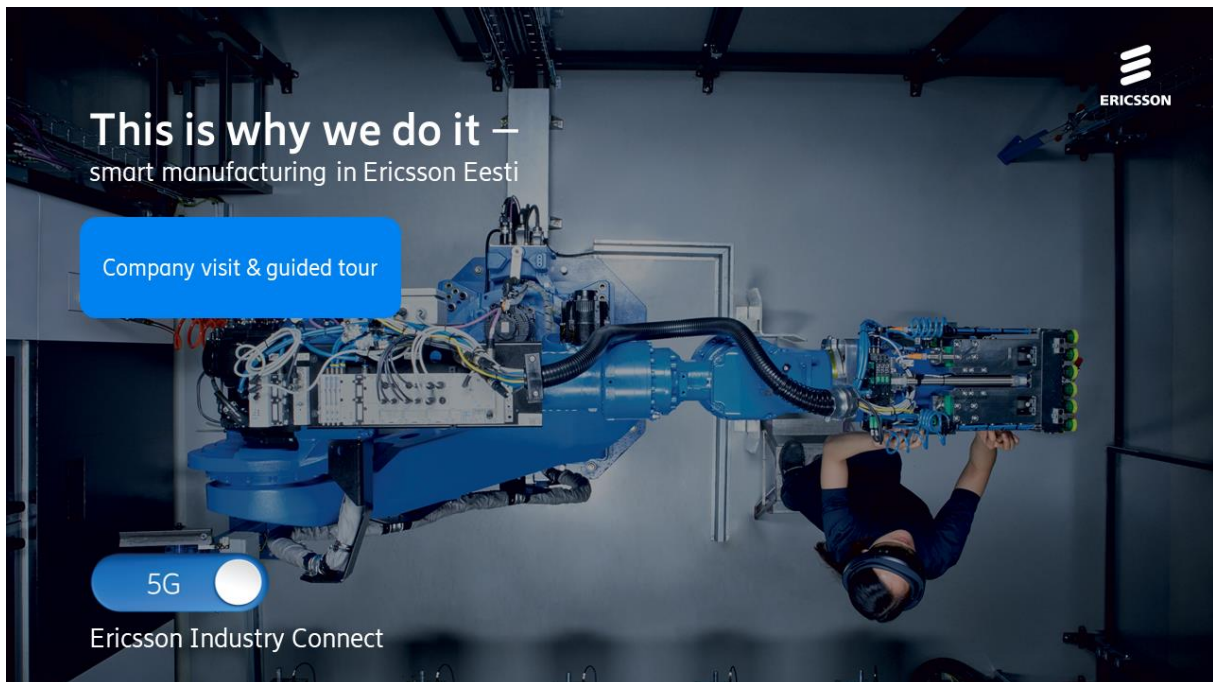 This is why we do it –
smart manufacturing in Ericsson Eesti
ERICSSON
Company visit & guided tour
5G
Ericsson Industry Connect